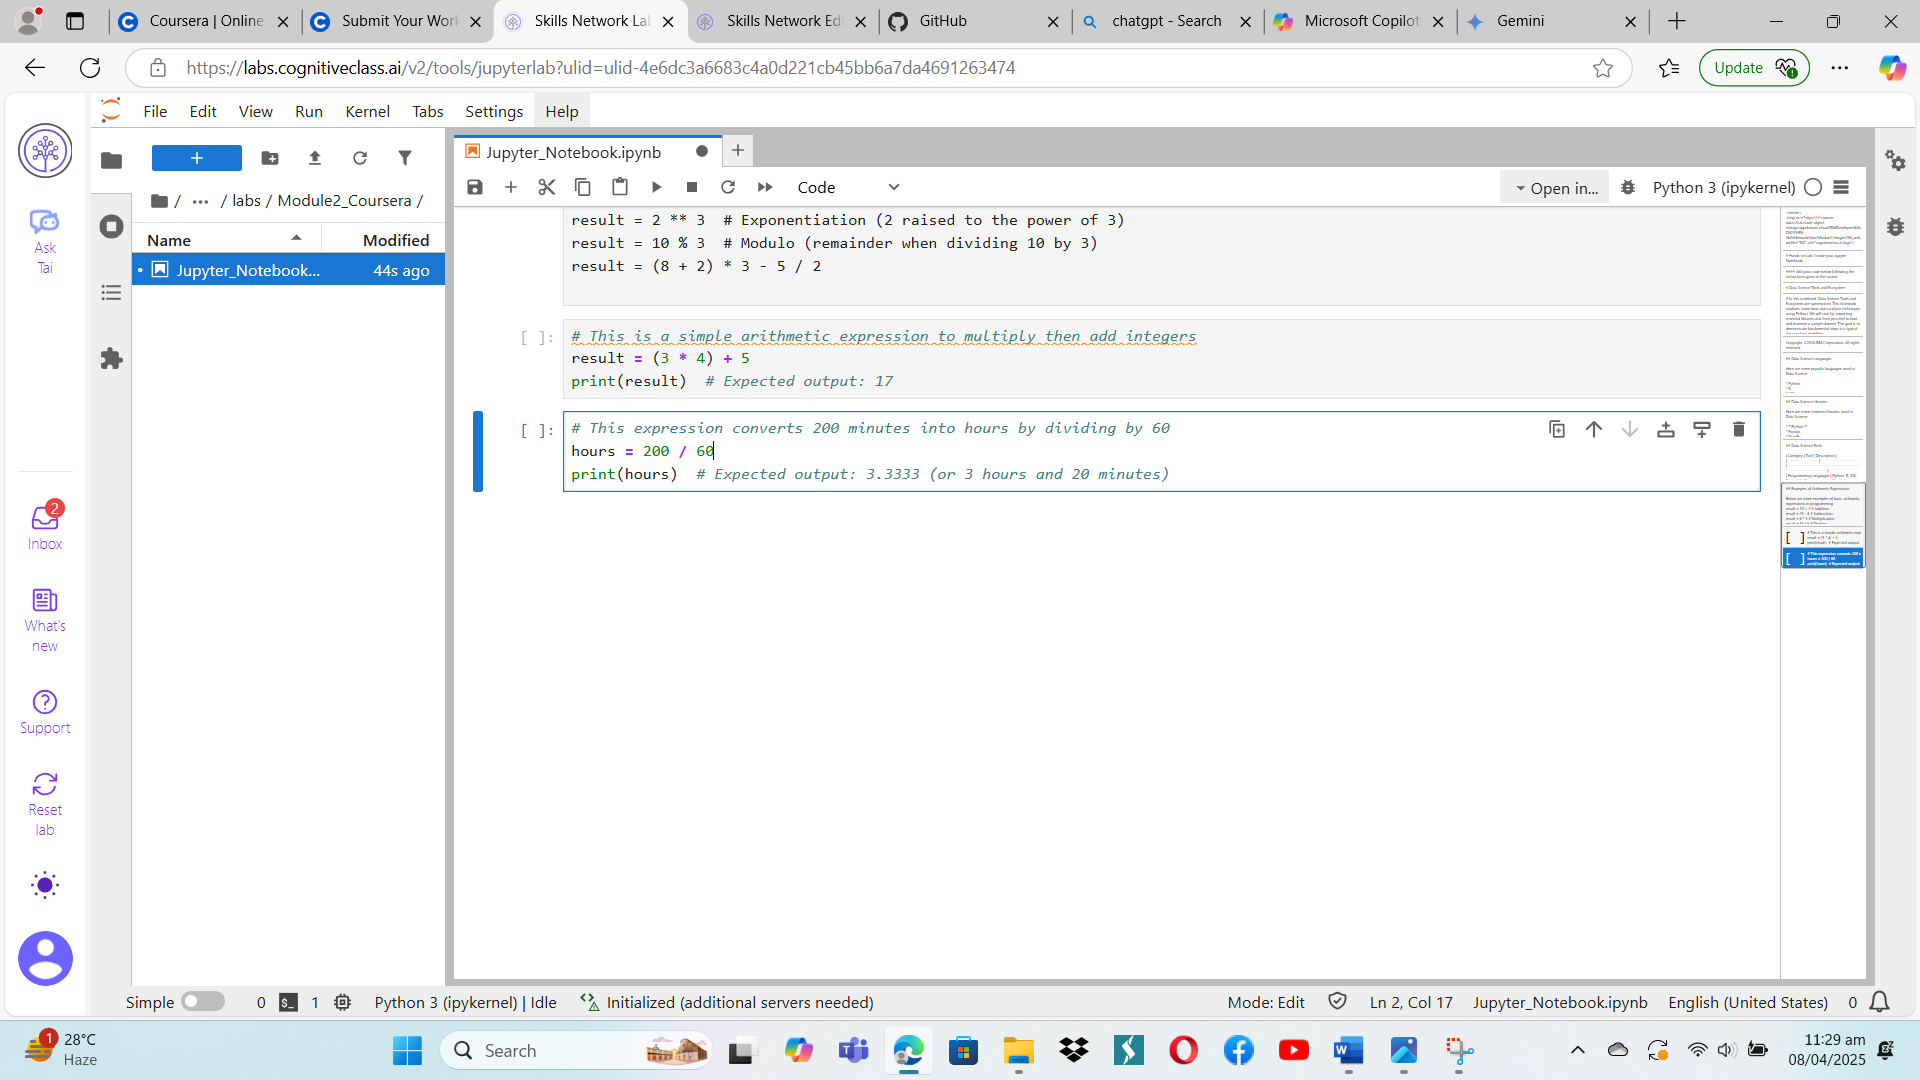 Coursera | Online
Submit Your Work
Skills Network La
Skills Network Edi
GitHub
chatgpt - Search
Microsoft Copilot
Gemini
https://labs.cognitiveclass.ai/v2/tools/jupyterlab?ulid=ulid-4e6dc3a6683c4a0d221cb45bb6a7da4691263474
Update
File Edit View Run Kernel Tabs Settings Help
Ask
Tai
2
Inbox
What's
new
Support
Reset
lab
+
/ ... / labs / Module2_Coursera /
Name Modified
Jupyter_Notebook... 44s ago
Jupyter_Notebook.ipynb
Code
Open in...
Python 3 (ipykernel)
result = 2 ** 3  # Exponentiation (2 raised to the power of 3)
result = 10 % 3  # Modulo (remainder when dividing 10 by 3)
result = (8 + 2) * 3 - 5 / 2
[ ]: # This is a simple arithmetic expression to multiply then add integers
result = (3 * 4) + 5
print(result)  # Expected output: 17
[ ]: # This expression converts 200 minutes into hours by dividing by 60
hours = 200 / 60
print(hours)  # Expected output: 3.3333 (or 3 hours and 20 minutes)
Simple 0 $_ 1 Python 3 (ipykernel) | Idle Initialized (additional servers needed)
Mode: Edit Ln 2, Col 17 Jupyter_Notebook.ipynb English (United States) 0
1
28°C
Haze
Search
11:29 am
08/04/2025